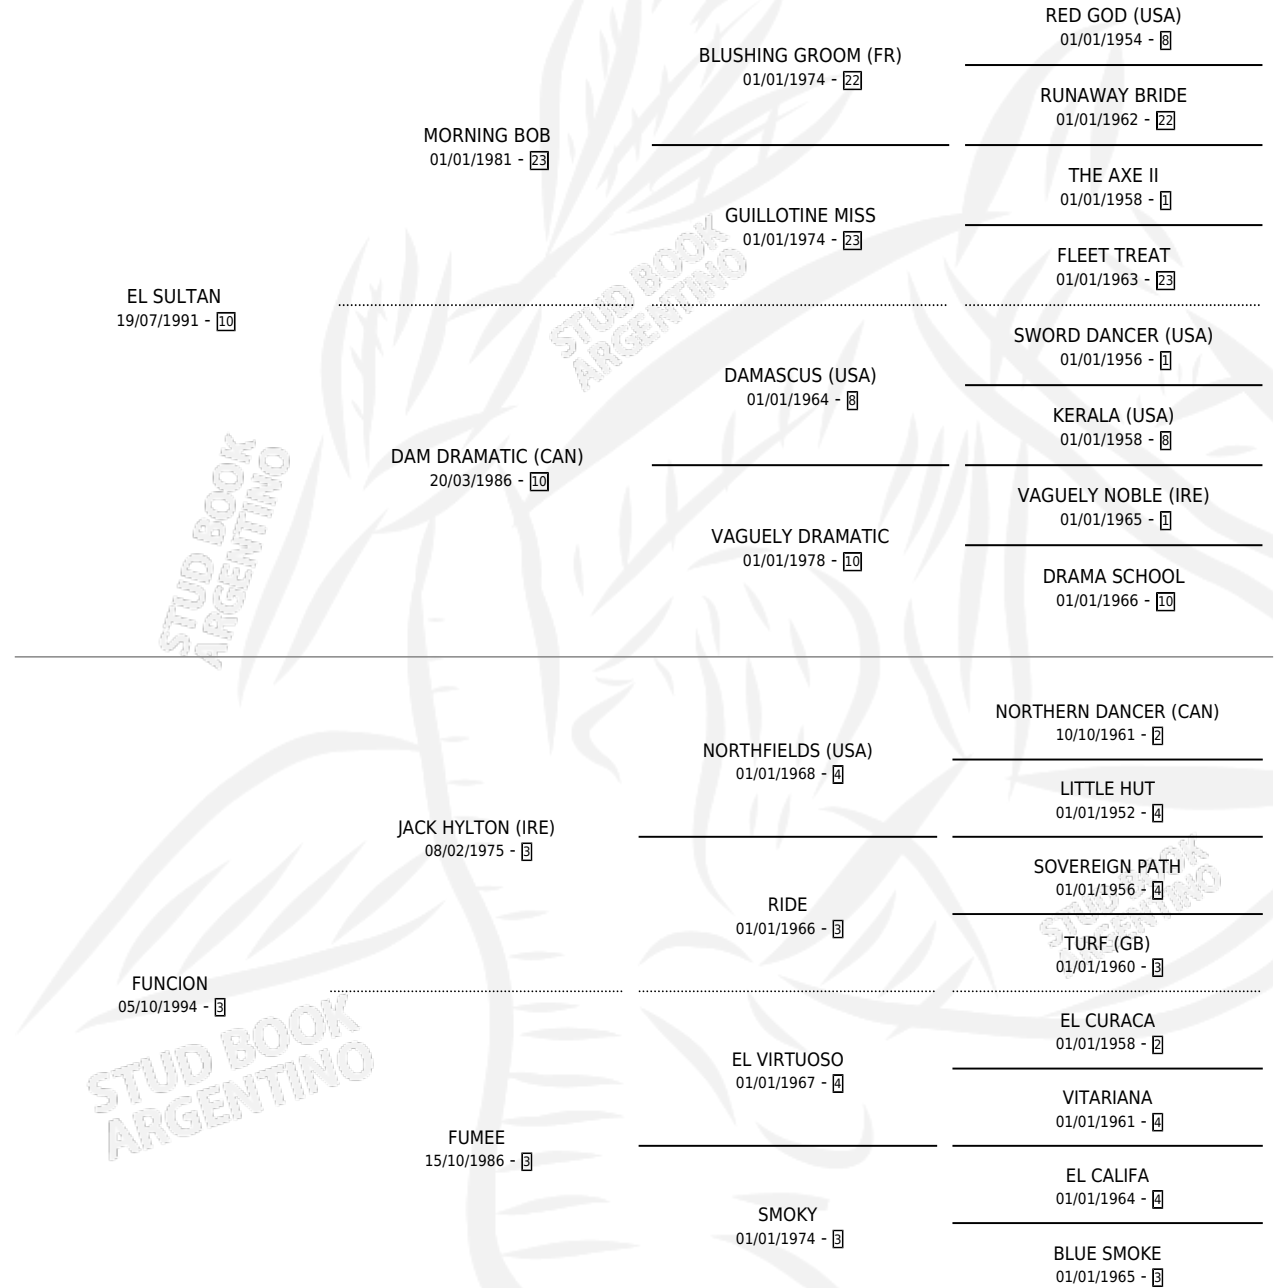 RED GOD (USA)
01/01/1954 - 8
BLUSHING GROOM (FR)
01/01/1974 - 22
RUNAWAY BRIDE
01/01/1962 - 22
MORNING BOB
01/01/1981 - 23
THE AXE II
01/01/1958 - 1
GUILLOTINE MISS
01/01/1974 - 23
FLEET TREAT
01/01/1963 - 23
EL SULTAN
19/07/1991 - 10
STUD BOOK
ARGENTINO
SWORD DANCER (USA)
01/01/1956 - 1
DAMASCUS (USA)
01/01/1964 - 8
KERALA (USA)
01/01/1958 - 8
DAM DRAMATIC (CAN)
20/03/1986 - 10
VAGUELY NOBLE (IRE)
01/01/1965 - 1
VAGUELY DRAMATIC
01/01/1978 - 10
DRAMA SCHOOL
01/01/1966 - 10
STUD BOOK
ARGENTINO
NORTHERN DANCER (CAN)
10/10/1961 - 2
NORTHFIELDS (USA)
01/01/1968 - 4
LITTLE HUT
01/01/1952 - 4
JACK HYLTON (IRE)
08/02/1975 - 3
SOVEREIGN PATH
01/01/1956 - 4
RIDE
01/01/1966 - 3
TURF (GB)
01/01/1960 - 3
STUD BOOK
ARGENTINO
FUNCION
05/10/1994 - 3
EL CURACA
01/01/1958 - 2
EL VIRTUOSO
01/01/1967 - 4
VITARIANA
01/01/1961 - 4
STUD BOOK
ARGENTINO
FUMEE
15/10/1986 - 3
EL CALIFA
01/01/1964 - 4
SMOKY
01/01/1974 - 3
BLUE SMOKE
01/01/1965 - 3